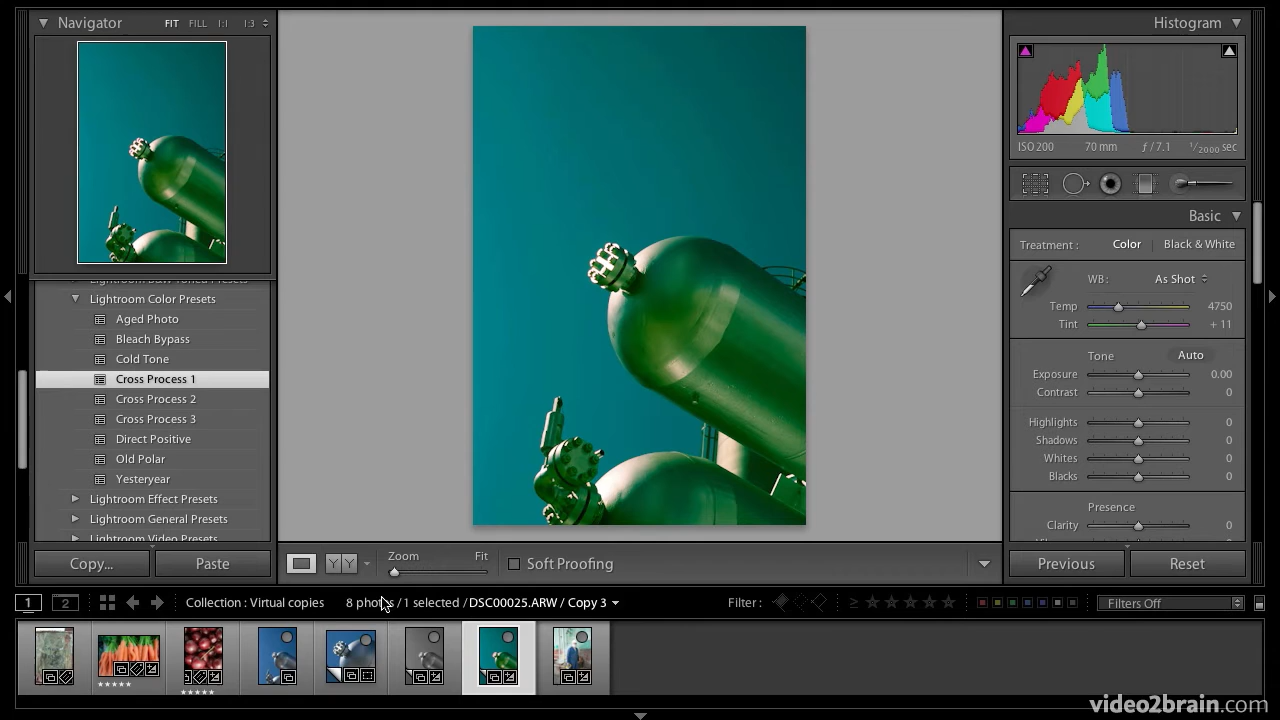 Navigator FIT FILL 1:1 1:3
Histogram
ISO 200 70 mm ƒ / 7.1 1/2000 sec
Basic
Treatment : Color Black & White
WB: As Shot
Temp 4750
Tint + 11
Tone Auto
Exposure 0.00
Contrast 0
Highlights 0
Shadows 0
Whites 0
Blacks 0
Presence
Clarity 0
Lightroom Color Presets
Aged Photo
Bleach Bypass
Cold Tone
Cross Process 1
Cross Process 2
Cross Process 3
Direct Positive
Old Polar
Yesteryear
Lightroom Effect Presets
Lightroom General Presets
Lightroom Video Presets
Copy... Paste
Zoom Fit
Soft Proofing
Previous Reset
1 2 Collection : Virtual copies 8 photos / 1 selected / DSC00025.ARW / Copy 3 Filter : Filters Off
video2brain.com